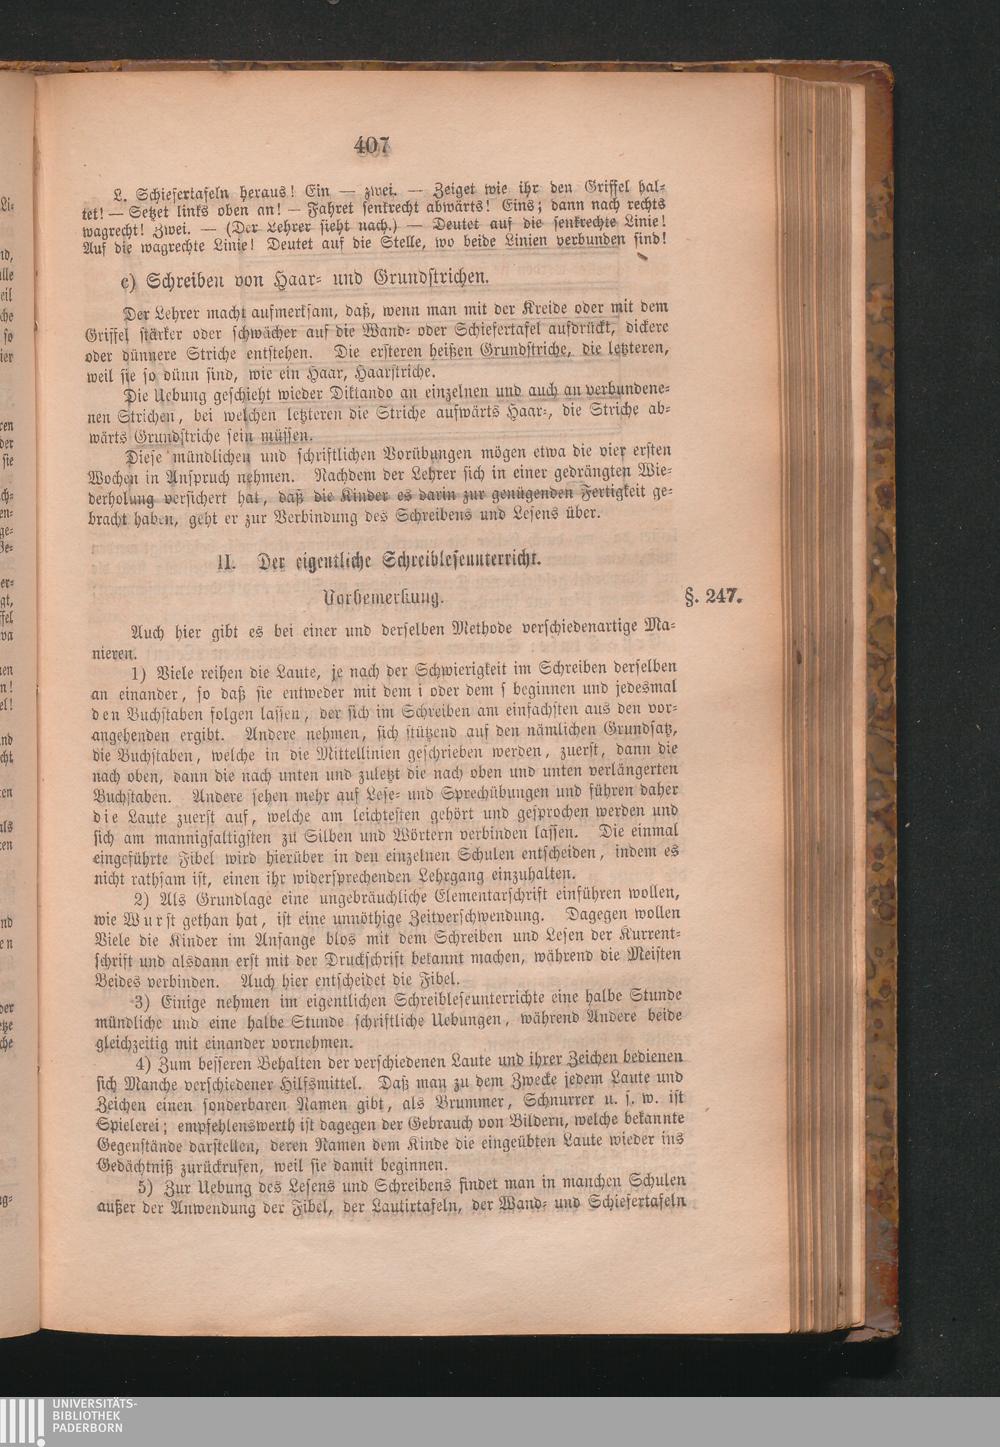 407
L. Schiefertafeln heraus! Ein — zwei. — Zeiget wie ihr den Griffel hal-
tet! — Setzet links oben an! — Fahret senkrecht abwärts! Eins; dann nach rechts
wagrecht! Zwei. — (Der Lehrer sieht nach.) — Deutet auf die senkrechte Linie!
Auf die wagrechte Linie! Deutet auf die Stelle, wo beide Linien verbunden sind!
e) Schreiben von Haar- und Grundstrichen.
Der Lehrer macht aufmerksam, daß, wenn man mit der Kreide oder mit dem
Griffel stärker oder schwächer auf die Wand- oder Schiefertafel aufdrückt, dickere
oder dünnere Striche entstehen. Die ersteren heißen Grundstriche, die letzteren,
weil sie so dünn sind, wie ein Haar, Haarstriche.
Die Uebung geschieht wieder Diktando an einzelnen und auch an verbundene-
nen Strichen, bei welchen letzteren die Striche aufwärts Haar-, die Striche ab-
wärts Grundstriche sein müssen.
Diese mündlichen und schriftlichen Vorübungen mögen etwa die vier ersten
Wochen in Anspruch nehmen. Nachdem der Lehrer sich in einer gedrängten Wie-
derholung versichert hat, daß die Kinder es darin zur genügenden Fertigkeit ge-
bracht haben, geht er zur Verbindung des Schreibens und Lesens über.
II. Der eigentliche Schreibleseunterricht.
Vorbemerkung. §. 247.
Auch hier gibt es bei einer und derselben Methode verschiedenartige Ma-
nieren.
1) Viele reihen die Laute, je nach der Schwierigkeit im Schreiben derselben
an einander, so daß sie entweder mit dem i oder dem s beginnen und jedesmal
den Buchstaben folgen lassen, der sich im Schreiben am einfachsten aus den vor-
angehenden ergibt. Andere nehmen, sich stützend auf den nämlichen Grundsatz,
die Buchstaben, welche in die Mittellinien geschrieben werden, zuerst, dann die
nach oben, dann die nach unten und zuletzt die nach oben und unten verlängerten
Buchstaben. Andere sehen mehr auf Lese- und Sprechübungen und führen daher
die Laute zuerst auf, welche am leichtesten gehört und gesprochen werden und
sich am mannigfaltigsten zu Silben und Wörtern verbinden lassen. Die einmal
eingeführte Fibel wird hierüber in den einzelnen Schulen entscheiden, indem es
nicht rathsam ist, einen ihr widersprechenden Lehrgang einzuhalten.
2) Als Grundlage eine ungebräuchliche Elementarschrift einführen wollen,
wie Wurst gethan hat, ist eine unnöthige Zeitverschwendung. Dagegen wollen
Viele die Kinder im Anfange blos mit dem Schreiben und Lesen der Kurrent-
schrift und alsdann erst mit der Druckschrift bekannt machen, während die Meisten
Beides verbinden. Auch hier entscheidet die Fibel.
3) Einige nehmen im eigentlichen Schreibleseunterrichte eine halbe Stunde
mündliche und eine halbe Stunde schriftliche Uebungen, während Andere beide
gleichzeitig mit einander vornehmen.
4) Zum besseren Behalten der verschiedenen Laute und ihrer Zeichen bedienen
sich Manche verschiedener Hilfsmittel. Daß man zu dem Zwecke jedem Laute und
Zeichen einen sonderbaren Namen gibt, als Brummer, Schnurrer u. s. w. ist
Spielerei; empfehlenswerth ist dagegen der Gebrauch von Bildern, welche bekannte
Gegenstände darstellen, deren Namen dem Kinde die eingeübten Laute wieder ins
Gedächtniß zurückrufen, weil sie damit beginnen.
5) Zur Uebung des Lesens und Schreibens findet man in manchen Schulen
außer der Anwendung der Fibel, der Lautirtafeln, der Wand- und Schiefertafeln
UNIVERSITÄTS-
BIBLIOTHEK
PADERBORN